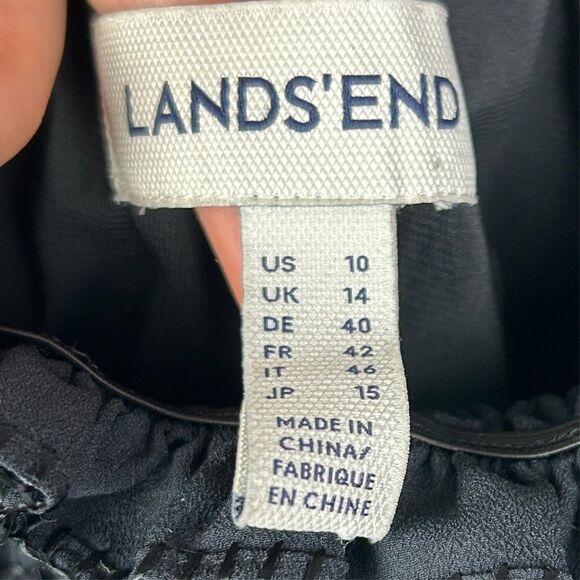 LANDS'END
US 10
UK 14
DE 40
FR 42
IT 46
JP 15
MADE IN
CHINA/
FABRIQUE
EN CHINE